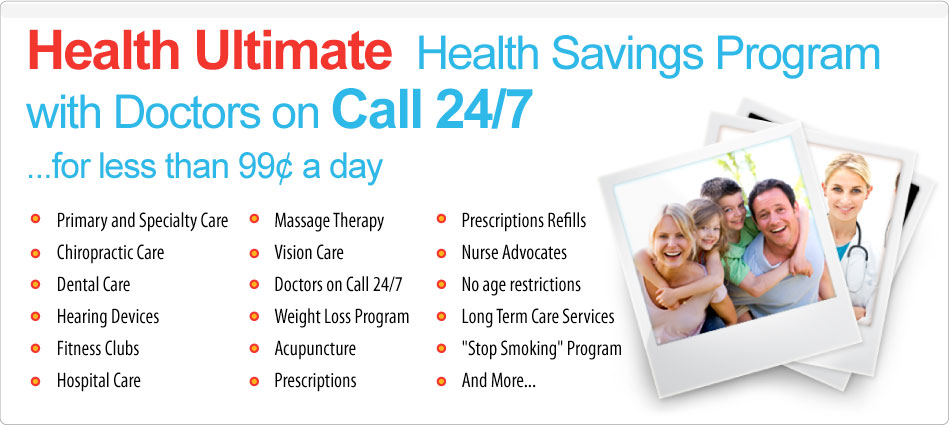 Health Ultimate Health Savings Program
with Doctors on Call 24/7
...for less than 99¢ a day
Primary and Specialty Care
Chiropractic Care
Dental Care
Hearing Devices
Fitness Clubs
Hospital Care
Massage Therapy
Vision Care
Doctors on Call 24/7
Weight Loss Program
Acupuncture
Prescriptions
Prescriptions Refills
Nurse Advocates
No age restrictions
Long Term Care Services
"Stop Smoking" Program
And More...